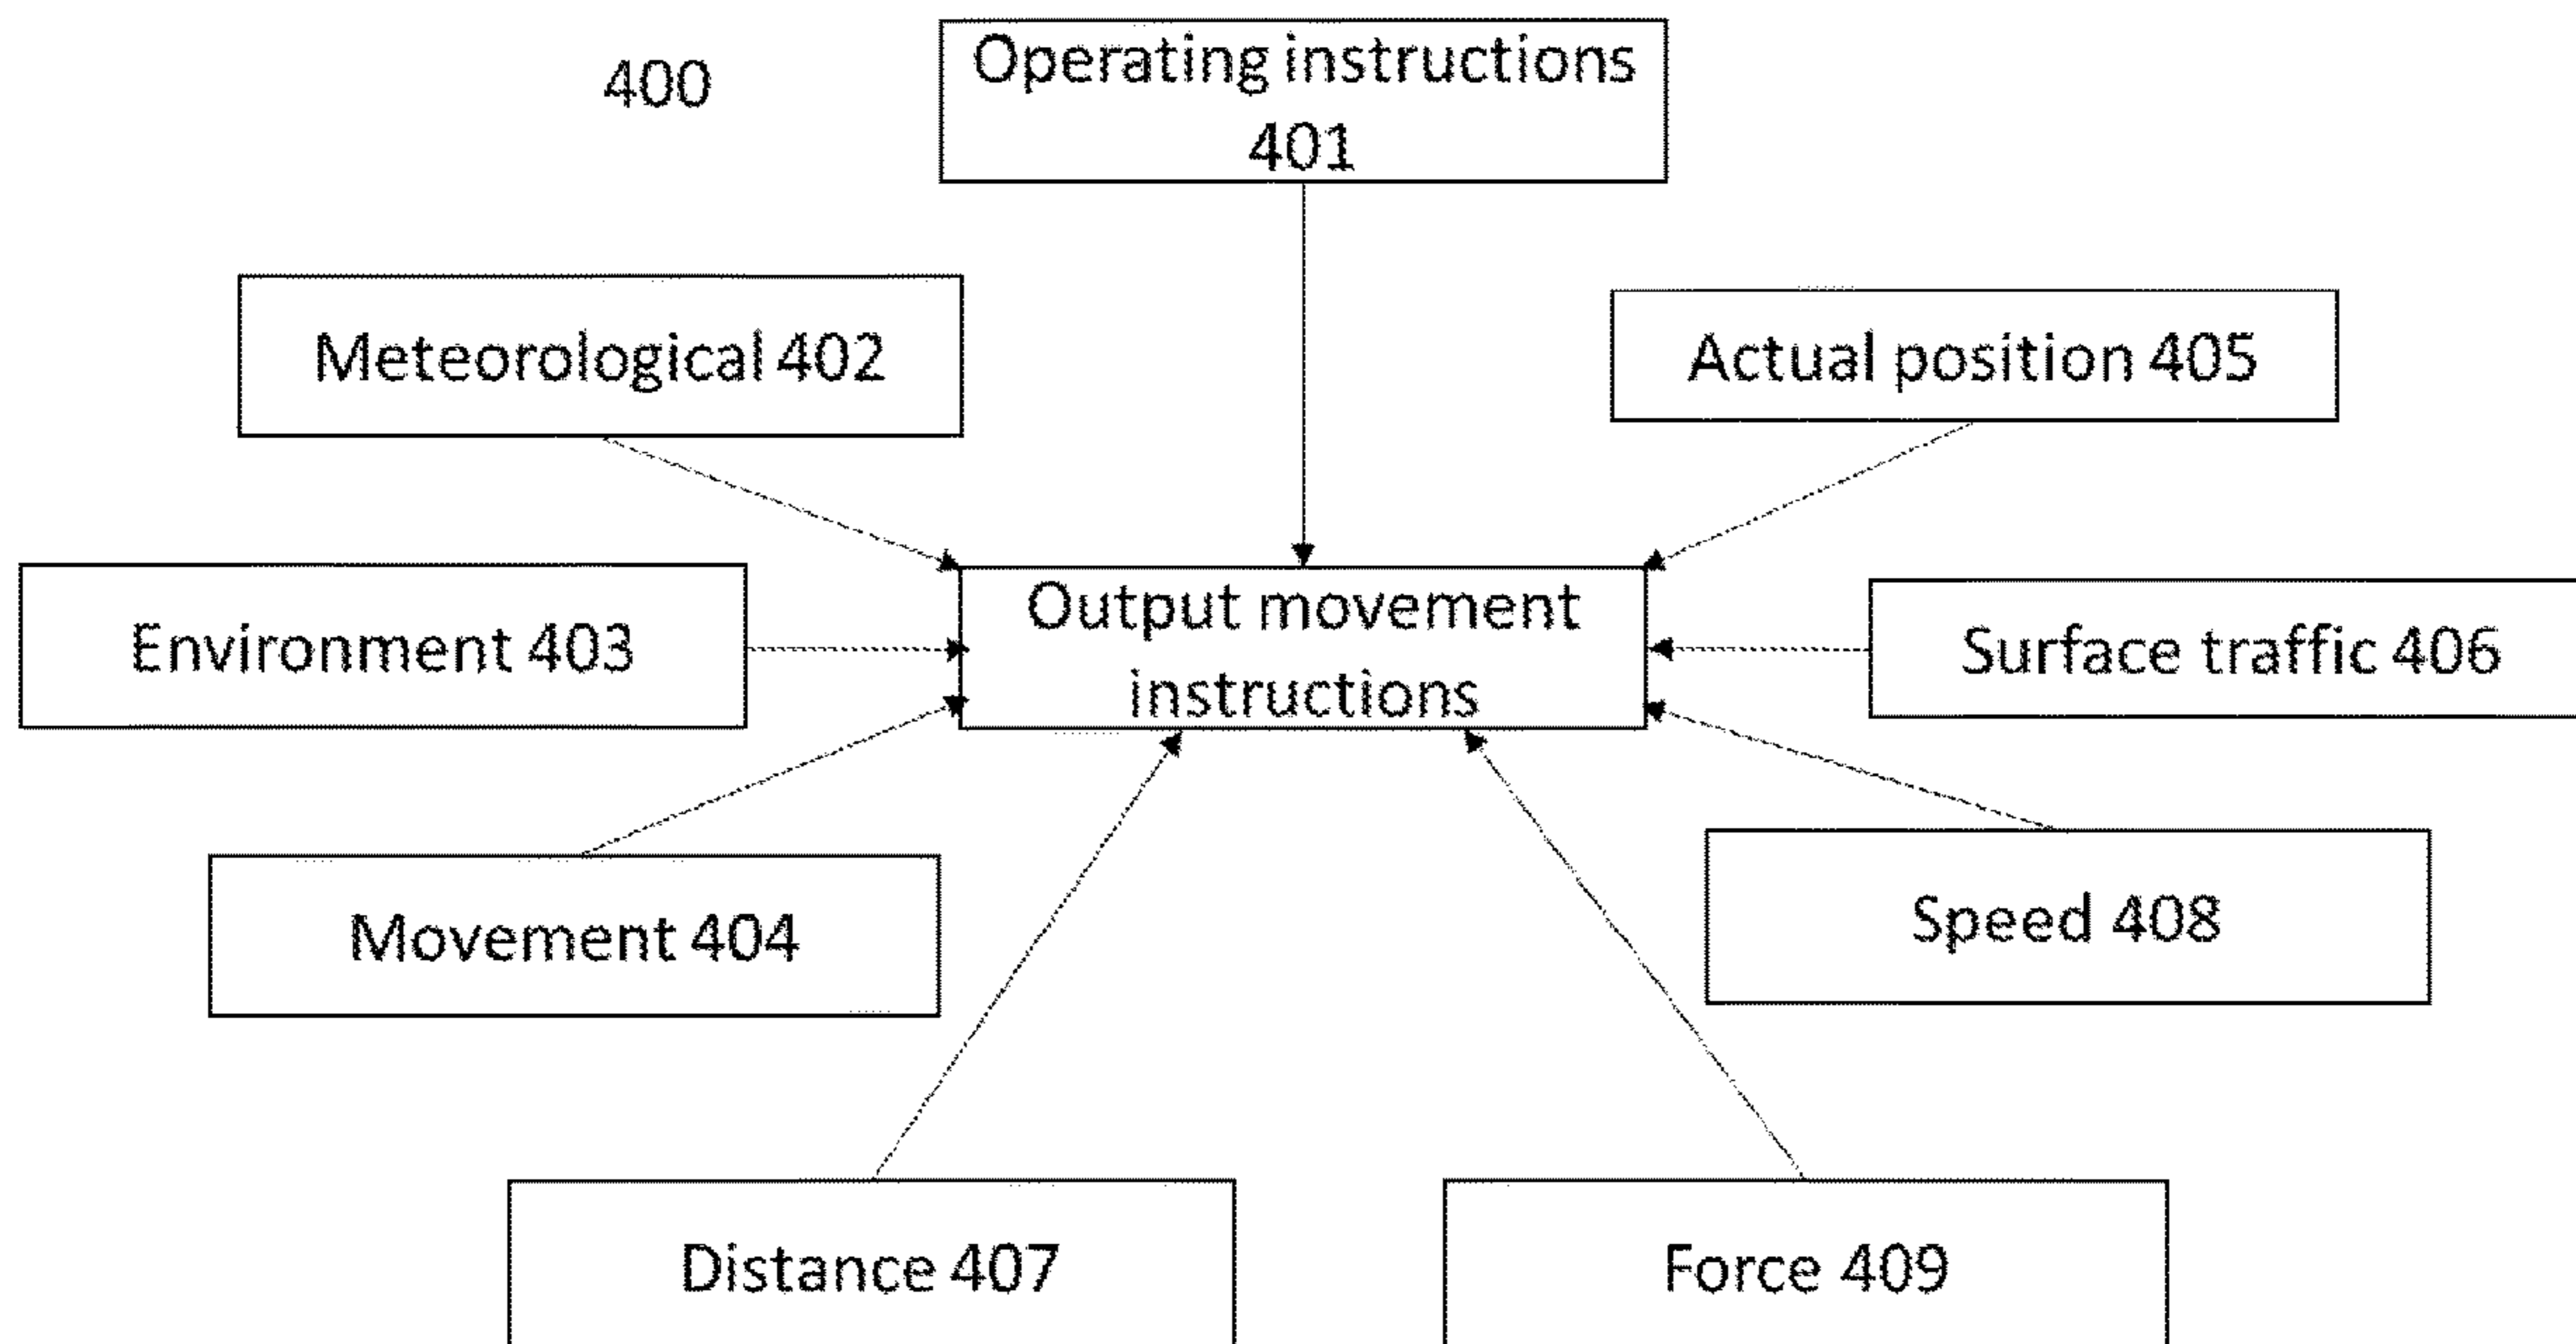 400
Operating instructions
401
Meteorological 402
Actual position 405
Environment 403
Output movement
instructions
Surface traffic 406
Movement 404
Speed 408
Distance 407
Force 409